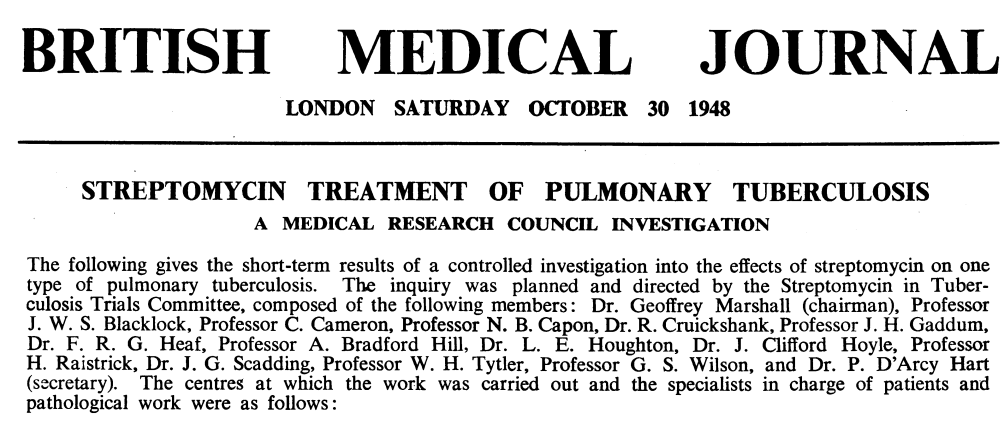 BRITISH MEDICAL JOURNAL
LONDON SATURDAY OCTOBER 30 1948
STREPTOMYCIN TREATMENT OF PULMONARY TUBERCULOSIS
A MEDICAL RESEARCH COUNCIL INVESTIGATION
The following gives the short-term results of a controlled investigation into the effects of streptomycin on one
type of pulmonary tuberculosis. The inquiry was planned and directed by the Streptomycin in Tuber-
culosis Trials Committee, composed of the following members: Dr. Geoffrey Marshall (chairman), Professor
J. W. S. Blacklock, Professor C. Cameron, Professor N. B. Capon, Dr. R. Cruickshank, Professor J. H. Gaddum,
Dr. F. R. G. Heaf, Professor A. Bradford Hill, Dr. L. E. Houghton, Dr. J. Clifford Hoyle, Professor
H. Raistrick, Dr. J. G. Scadding, Professor W. H. Tytler, Professor G. S. Wilson, and Dr. P. D'Arcy Hart
(secretary). The centres at which the work was carried out and the specialists in charge of patients and
pathological work were as follows: